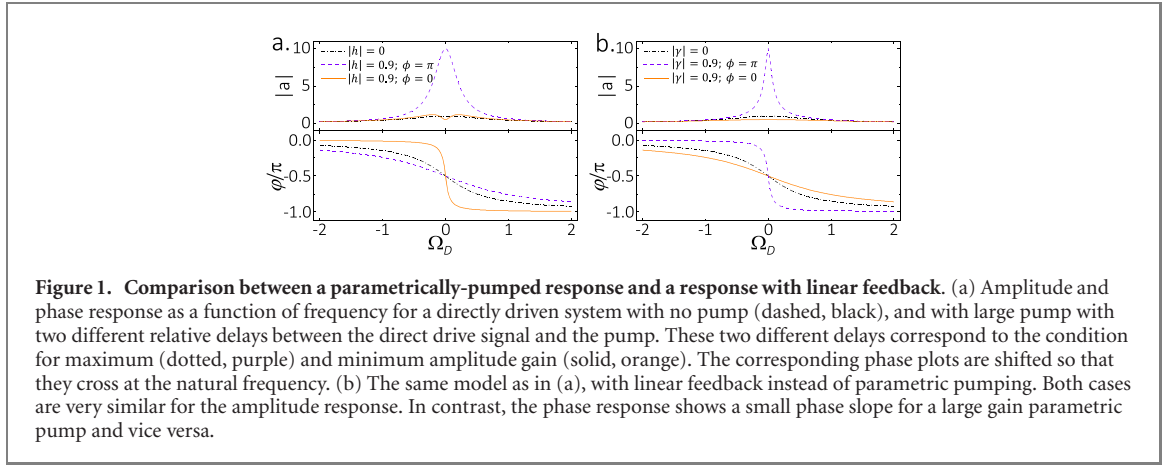 a.
|h| = 0
|h| = 0.9; ϕ = π
|h| = 0.9; ϕ = 0
b.
|γ| = 0
|γ| = 0.9; ϕ = π
|γ| = 0.9; ϕ = 0
|a|
10
5
0
|a|
10
5
0
φ/π
0.0
-0.5
-1.0
φ/π
0.0
-0.5
-1.0
-2 -1 0 1 2
-2 -1 0 1 2
Ω_D
Ω_D
Figure 1. Comparison between a parametrically-pumped response and a response with linear feedback. (a) Amplitude and
phase response as a function of frequency for a directly driven system with no pump (dashed, black), and with large pump with
two different relative delays between the direct drive signal and the pump. These two different delays correspond to the condition
for maximum (dotted, purple) and minimum amplitude gain (solid, orange). The corresponding phase plots are shifted so that
they cross at the natural frequency. (b) The same model as in (a), with linear feedback instead of parametric pumping. Both cases
are very similar for the amplitude response. In contrast, the phase response shows a small phase slope for a large gain parametric
pump and vice versa.